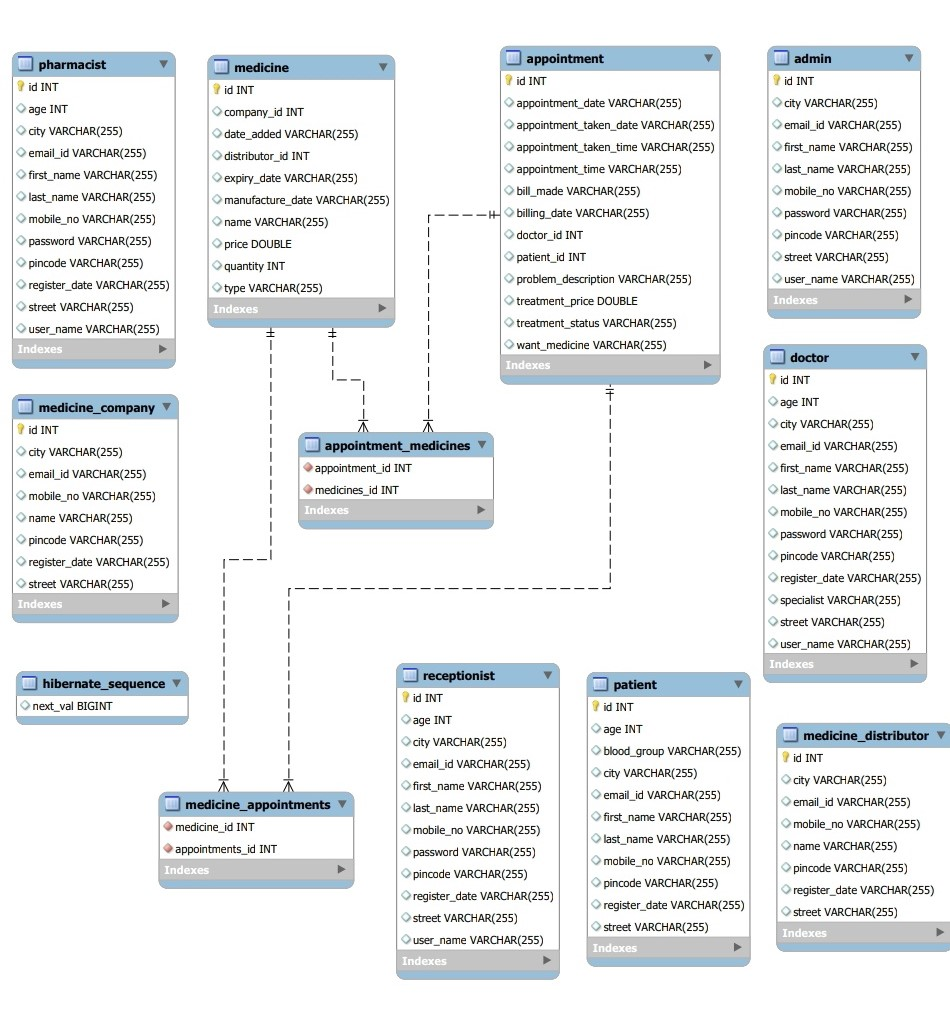 pharmacist
id INT
age INT
city VARCHAR(255)
email_id VARCHAR(255)
first_name VARCHAR(255)
last_name VARCHAR(255)
mobile_no VARCHAR(255)
password VARCHAR(255)
pincode VARCHAR(255)
register_date VARCHAR(255)
street VARCHAR(255)
user_name VARCHAR(255)
Indexes
medicine
id INT
company_id INT
date_added VARCHAR(255)
distributor_id INT
expiry_date VARCHAR(255)
manufacture_date VARCHAR(255)
name VARCHAR(255)
price DOUBLE
quantity INT
type VARCHAR(255)
Indexes
appointment
id INT
appointment_date VARCHAR(255)
appointment_taken_date VARCHAR(255)
appointment_taken_time VARCHAR(255)
appointment_time VARCHAR(255)
bill_made VARCHAR(255)
billing_date VARCHAR(255)
doctor_id INT
patient_id INT
problem_description VARCHAR(255)
treatment_price DOUBLE
treatment_status VARCHAR(255)
want_medicine VARCHAR(255)
Indexes
admin
id INT
city VARCHAR(255)
email_id VARCHAR(255)
first_name VARCHAR(255)
last_name VARCHAR(255)
mobile_no VARCHAR(255)
password VARCHAR(255)
pincode VARCHAR(255)
street VARCHAR(255)
user_name VARCHAR(255)
Indexes
medicine_company
id INT
city VARCHAR(255)
email_id VARCHAR(255)
mobile_no VARCHAR(255)
name VARCHAR(255)
pincode VARCHAR(255)
register_date VARCHAR(255)
street VARCHAR(255)
Indexes
appointment_medicines
appointment_id INT
medicines_id INT
Indexes
doctor
id INT
age INT
city VARCHAR(255)
email_id VARCHAR(255)
first_name VARCHAR(255)
last_name VARCHAR(255)
mobile_no VARCHAR(255)
password VARCHAR(255)
pincode VARCHAR(255)
register_date VARCHAR(255)
specialist VARCHAR(255)
street VARCHAR(255)
user_name VARCHAR(255)
Indexes
hibernate_sequence
next_val BIGINT
medicine_appointments
medicine_id INT
appointments_id INT
Indexes
receptionist
id INT
age INT
city VARCHAR(255)
email_id VARCHAR(255)
first_name VARCHAR(255)
last_name VARCHAR(255)
mobile_no VARCHAR(255)
password VARCHAR(255)
pincode VARCHAR(255)
register_date VARCHAR(255)
street VARCHAR(255)
user_name VARCHAR(255)
Indexes
patient
id INT
age INT
blood_group VARCHAR(255)
city VARCHAR(255)
email_id VARCHAR(255)
first_name VARCHAR(255)
last_name VARCHAR(255)
mobile_no VARCHAR(255)
pincode VARCHAR(255)
register_date VARCHAR(255)
street VARCHAR(255)
Indexes
medicine_distributor
id INT
city VARCHAR(255)
email_id VARCHAR(255)
mobile_no VARCHAR(255)
name VARCHAR(255)
pincode VARCHAR(255)
register_date VARCHAR(255)
street VARCHAR(255)
Indexes